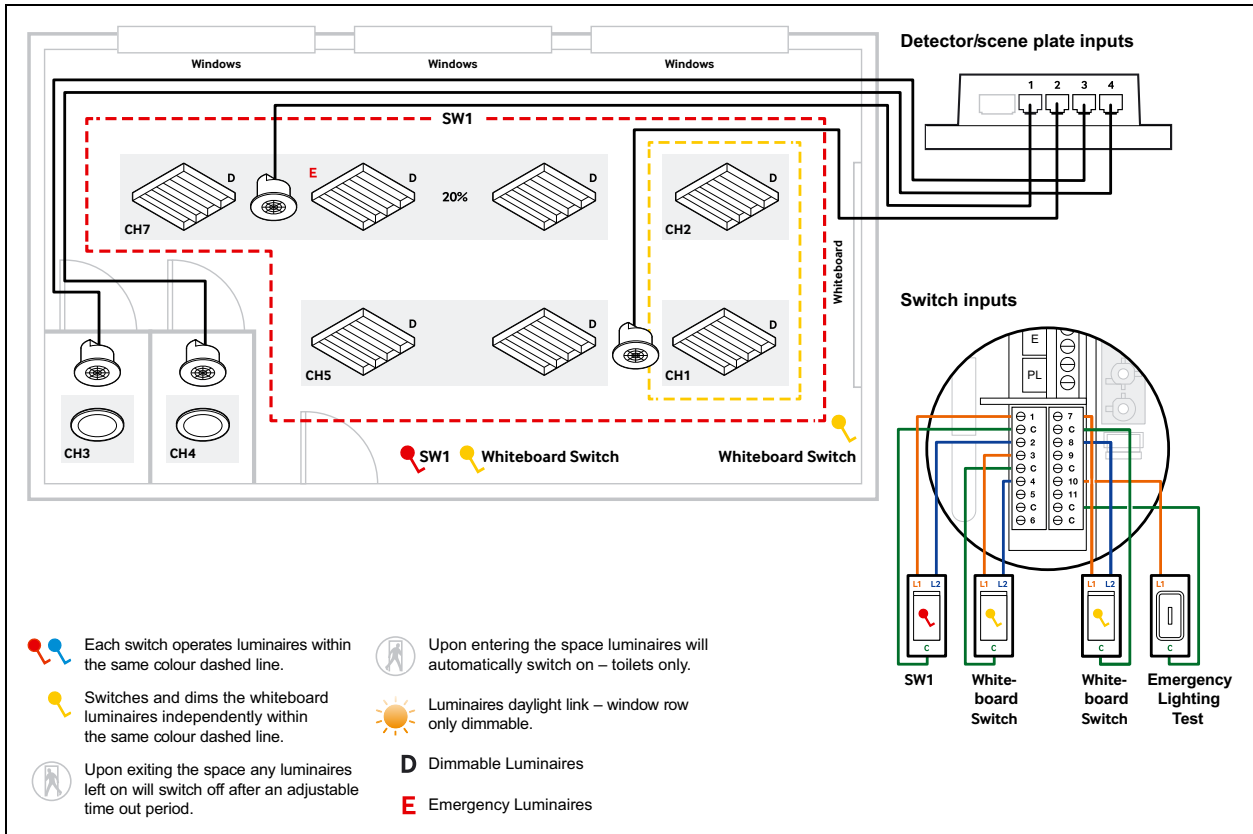 Windows
Windows
Windows
SW1
D
E
D
20%
D
D
CH7
CH2
Whiteboard
D
D
D
CH5
CH1
CH3
CH4
SW1
Whiteboard Switch
Whiteboard Switch
Detector/scene plate inputs
1 2 3 4
Switch inputs
E
PL
1 7
C C
2 8
3 9
C C
4 10
5 11
C C
6 C
L1 L2
L1 L2
L1 L2
L1
C
C
C
C
SW1
White-
board
Switch
White-
board
Switch
Emergency
Lighting
Test
Each switch operates luminaires within
the same colour dashed line.
Switches and dims the whiteboard
luminaires independently within
the same colour dashed line.
Upon exiting the space any luminaires
left on will switch off after an adjustable
time out period.
Upon entering the space luminaires will
automatically switch on – toilets only.
Luminaires daylight link – window row
only dimmable.
D Dimmable Luminaires
E Emergency Luminaires